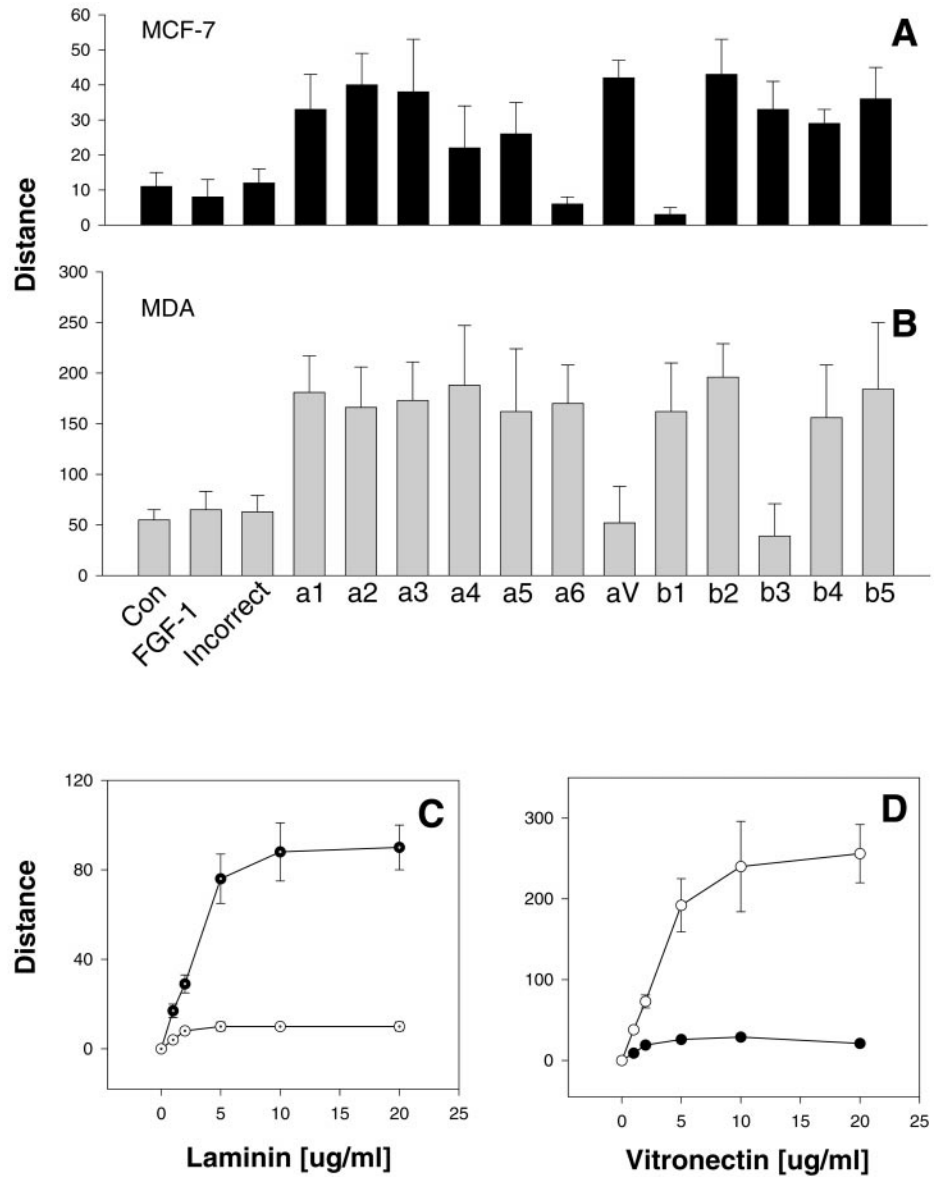 MCF-7
A
60
50
40
30
20
10
0
Distance
MDA
B
300
250
200
150
100
50
0
Con FGF-1 Incorrect a1 a2 a3 a4 a5 a6 aV b1 b2 b3 b4 b5
C
120
80
40
0
Distance
0 5 10 15 20 25
Laminin [ug/ml]
D
300
200
100
0
0 5 10 15 20 25
Vitronectin [ug/ml]